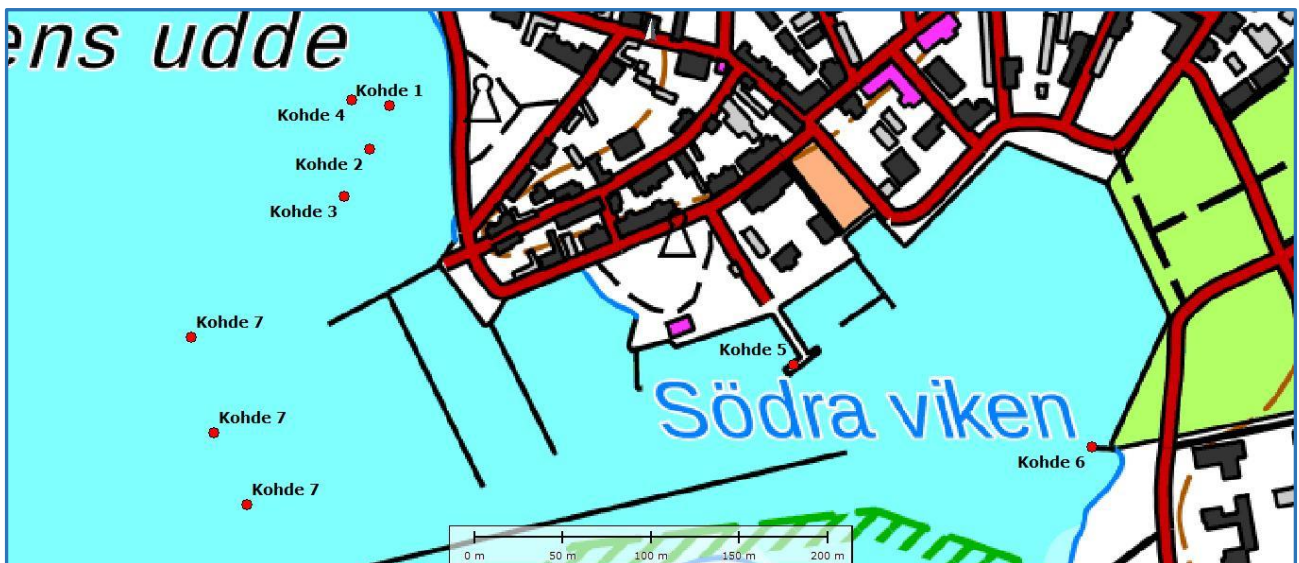 ens udde
Kohde 1
Kohde 4
Kohde 2
Kohde 3
Kohde 7
Kohde 5
Södra viken
Kohde 7
Kohde 6
Kohde 7
0 m 50 m 100 m 150 m 200 m